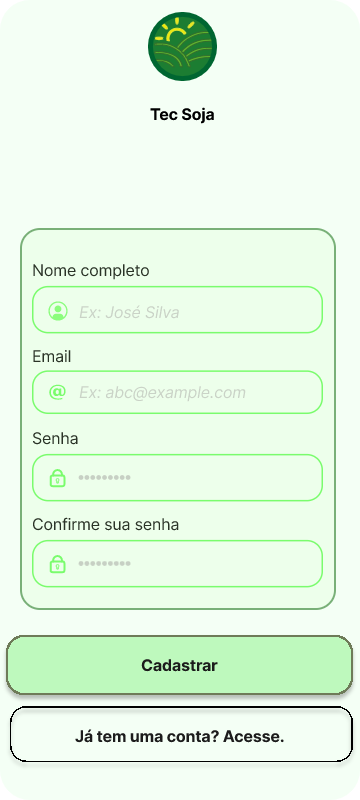 Tec Soja
Nome completo
Ex: José Silva
Email
@ Ex: abc@example.com
Senha
•••••••••
Confirme sua senha
•••••••••
Cadastrar
Já tem uma conta? Acesse.